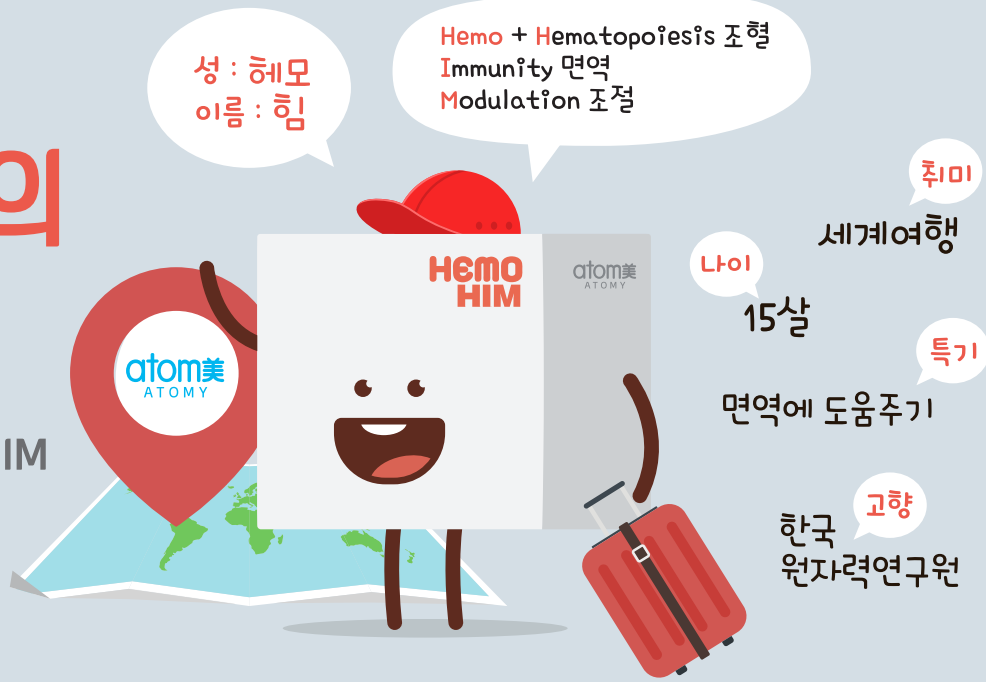 성 : 헤모
이름 : 힘
Hemo + Hematopoiesis 조혈
Immunity 면역
Modulation 조절
의
취미
세계여행
HEMO
HIM
atom美
ATOMY
나이
15살
atom美
ATOMY
특기
면역에 도움주기
IM
고향
한국
원자력연구원